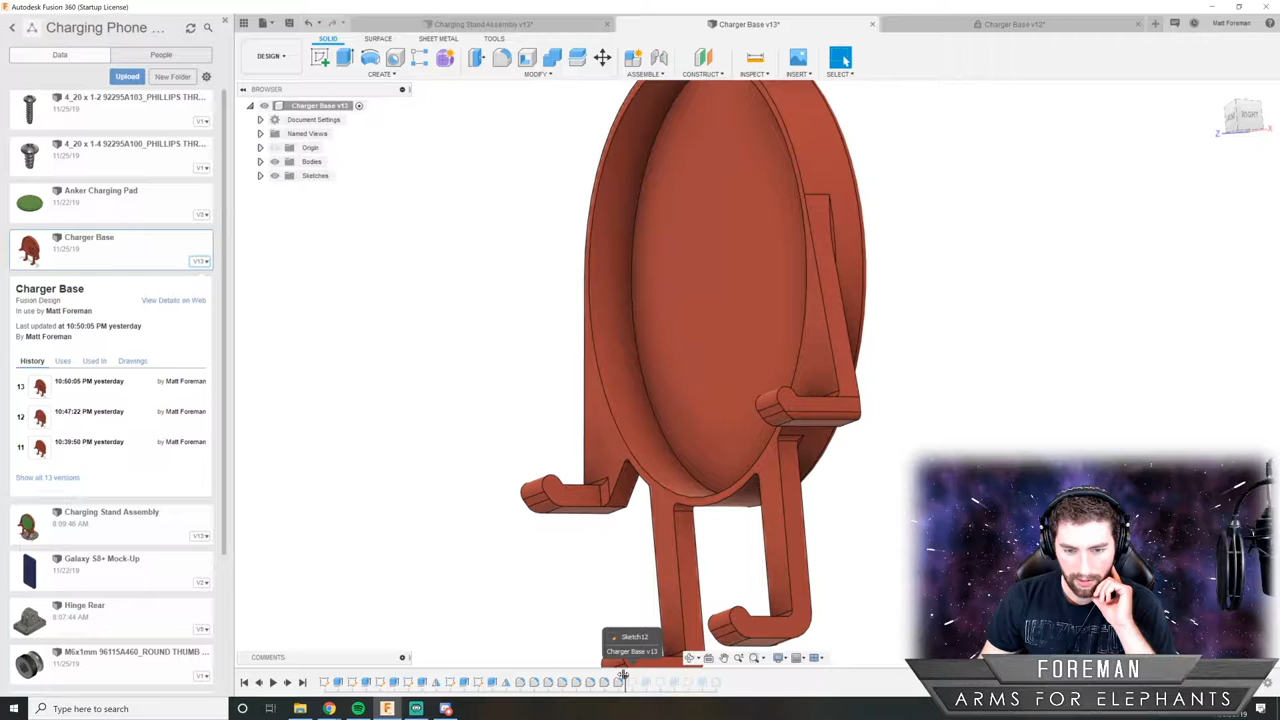 Autodesk Fusion 360 (Startup License)
Charging Phone ...
Charging Stand Assembly v13*
Charger Base v13*
Charger Base v12*
Matt Foreman
Data
People
SOLID
SURFACE
SHEET METAL
TOOLS
DESIGN
Upload
New Folder
CREATE
MODIFY
ASSEMBLE
CONSTRUCT
INSPECT
INSERT
SELECT
BROWSER
Charger Base v13
Document Settings
Named Views
Origin
Bodies
Sketches
RIGHT
Z
X
4_20 x 1-2 92295A103_PHILLIPS THR...
11/25/19
V1
4_20 x 1-4 92295A100_PHILLIPS THR...
11/25/19
V1
Anker Charging Pad
11/22/19
Charger Base
11/25/19
V13
Charger Base
View Details on Web
Fusion Design
In use by Matt Foreman
Last updated at 10:50:05 PM yesterday
By Matt Foreman
History
Uses
Used In
Drawings
13
10:50:05 PM yesterday
by Matt Foreman
12
10:47:22 PM yesterday
by Matt Foreman
11
10:39:50 PM yesterday
by Matt Foreman
Show all 13 versions
Charging Stand Assembly
8:09:46 AM
V13
Galaxy S8+ Mock-Up
11/22/19
V2
Hinge Rear
8:07:44 AM
M6x1mm 96115A460_ROUND THUMB ...
11/25/19
V1
Sketch12
Charger Base v13
COMMENTS
FOREMAN
ARMS FOR ELEPHANTS
Type here to search